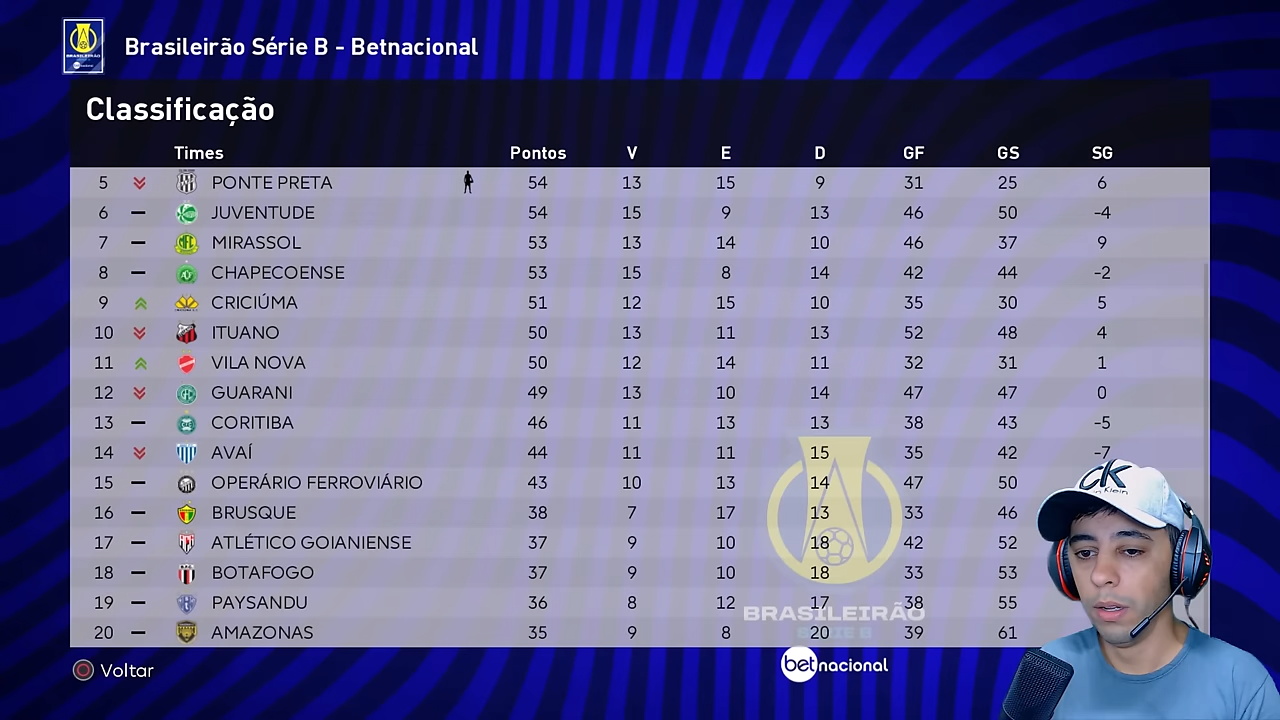 Brasileirão Série B - Betnacional
Classificação
Times Pontos V E D GF GS SG
5 PONTE PRETA 54 13 15 9 31 25 6
6 JUVENTUDE 54 15 9 13 46 50 -4
7 MIRASSOL 53 13 14 10 46 37 9
8 CHAPECOENSE 53 15 8 14 42 44 -2
9 CRICIÚMA 51 12 15 10 35 30 5
10 ITUANO 50 13 11 13 52 48 4
11 VILA NOVA 50 12 14 11 32 31 1
12 GUARANI 49 13 10 14 47 47 0
13 CORITIBA 46 11 13 13 38 43 -5
14 AVAÍ 44 11 11 15 35 42 -7
15 OPERÁRIO FERROVIÁRIO 43 10 13 14 47 50
16 BRUSQUE 38 7 17 13 33 46
17 ATLÉTICO GOIANIENSE 37 9 10 18 42 52
18 BOTAFOGO 37 9 10 18 33 53
19 PAYSANDU 36 8 12 17 38 55
20 AMAZONAS 35 9 8 20 39 61
BRASILEIRÃO
SÉRIE B
betnacional
Voltar
CK